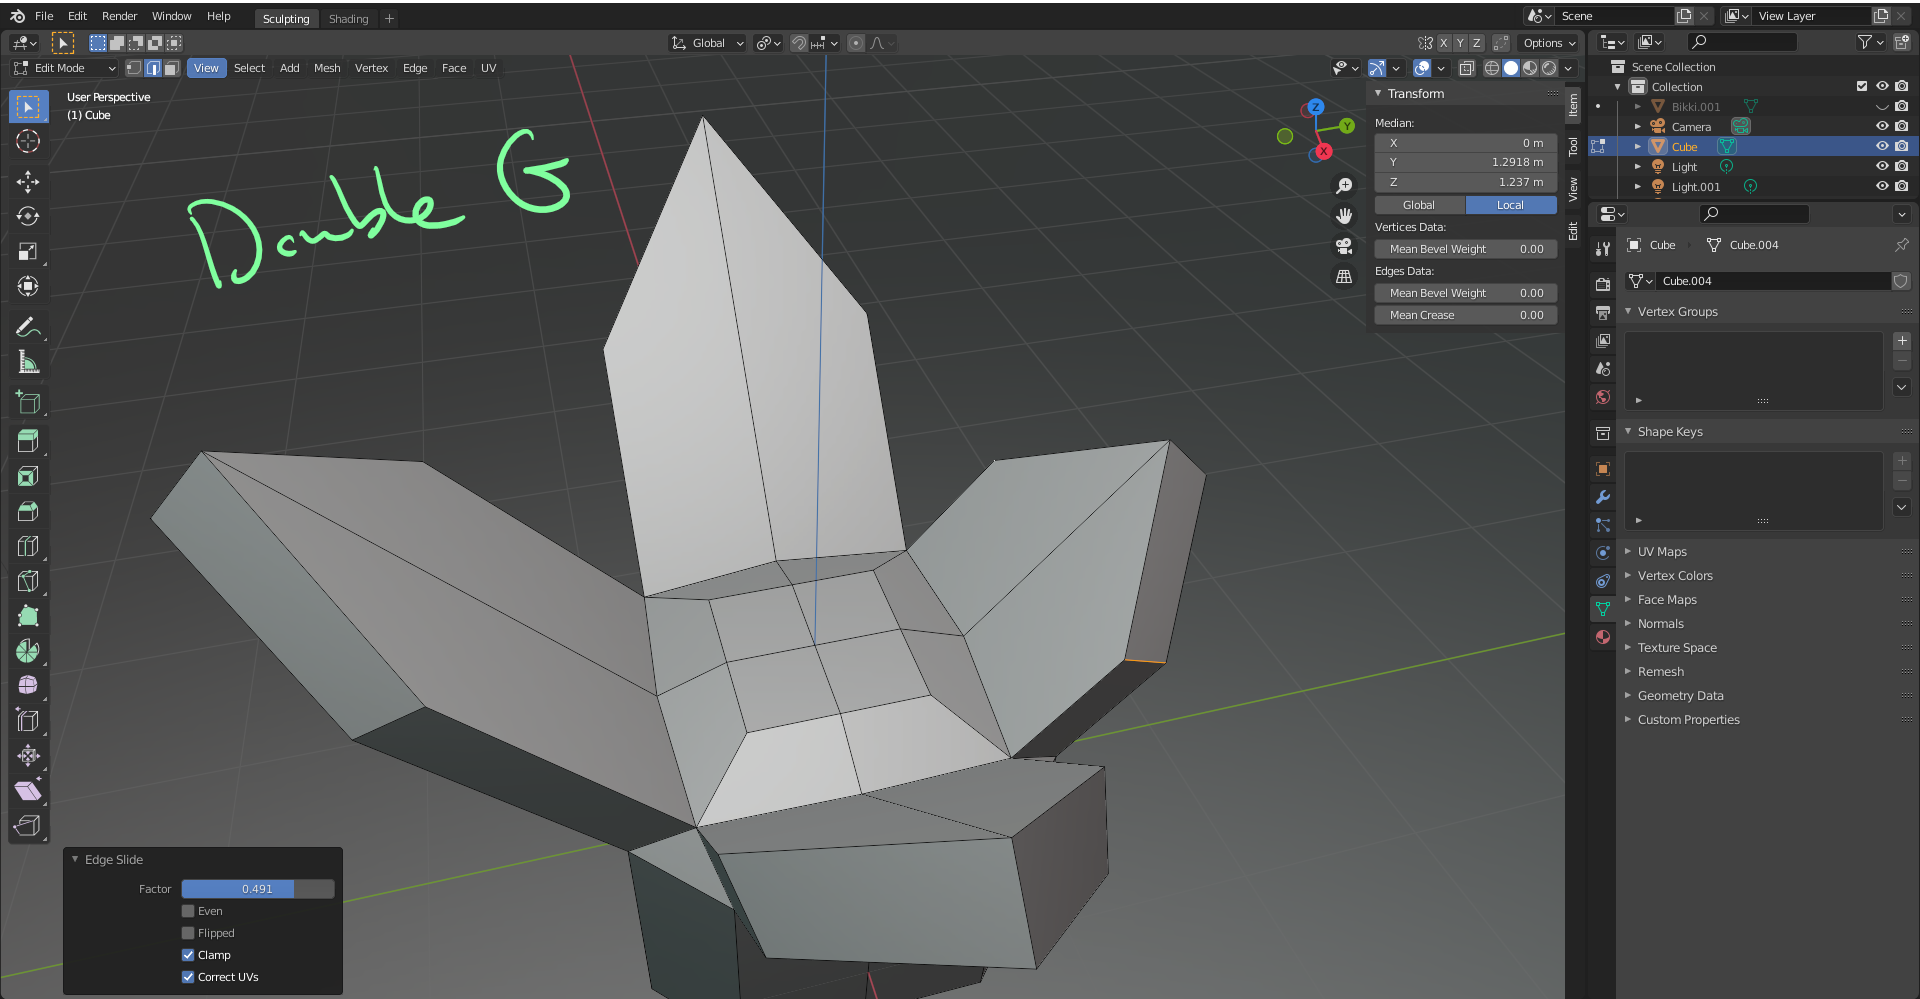 File Edit Render Window Help Sculpting Shading + Scene View Layer
Global X Y Z Options
Edit Mode View Select Add Mesh Vertex Edge Face UV
User Perspective
(1) Cube
Double G
Z
Y
X
Transform
Median:
X 0 m
Y 1.2918 m
Z 1.237 m
Global Local
Vertices Data:
Mean Bevel Weight 0.00
Edges Data:
Mean Bevel Weight 0.00
Mean Crease 0.00
Item
Tool
View
Edit
Scene Collection
Collection
Bikki.001
Camera
Cube
Light
Light.001
Cube Cube.004
Cube.004
Vertex Groups
Shape Keys
UV Maps
Vertex Colors
Face Maps
Normals
Texture Space
Remesh
Geometry Data
Custom Properties
Edge Slide
Factor 0.491
Even
Flipped
Clamp
Correct UVs